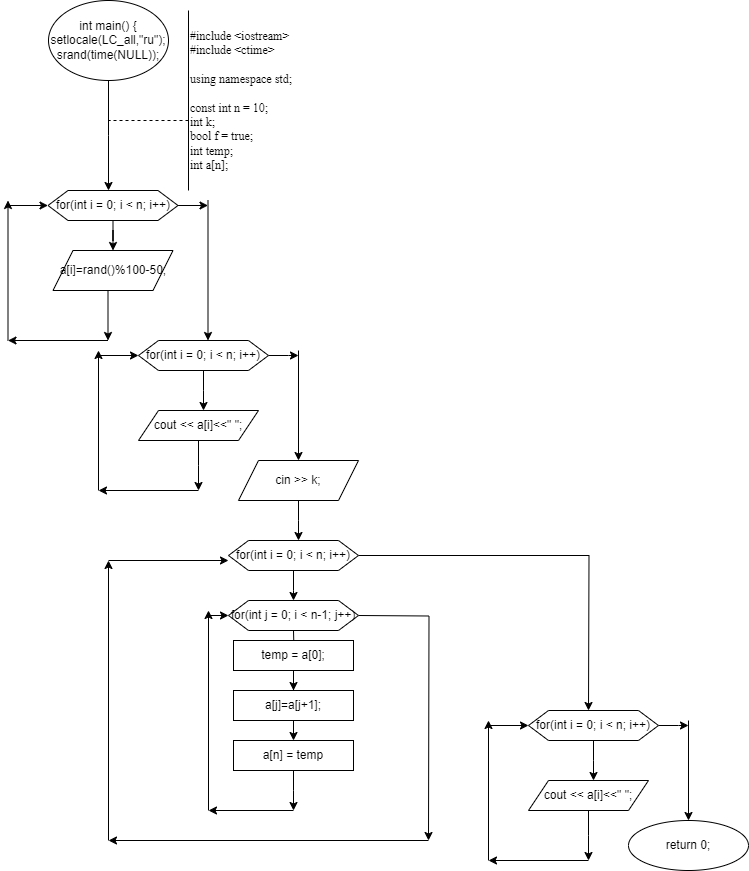 int main() {
setlocale(LC_all,"ru");
srand(time(NULL));
#include <iostream>
#include <ctime>
using namespace std;
const int n = 10;
int k;
bool f = true;
int temp;
int a[n];
for(int i = 0; i < n; i++)
a[i]=rand()%100-50;
for(int i = 0; i < n; i++)
cout << a[i]<<" ";
cin >> k;
for(int i = 0; i < n; i++)
for(int j = 0; i < n-1; j++)
temp = a[0];
a[j]=a[j+1];
a[n] = temp
for(int i = 0; i < n; i++)
cout << a[i]<<" ";
return 0;